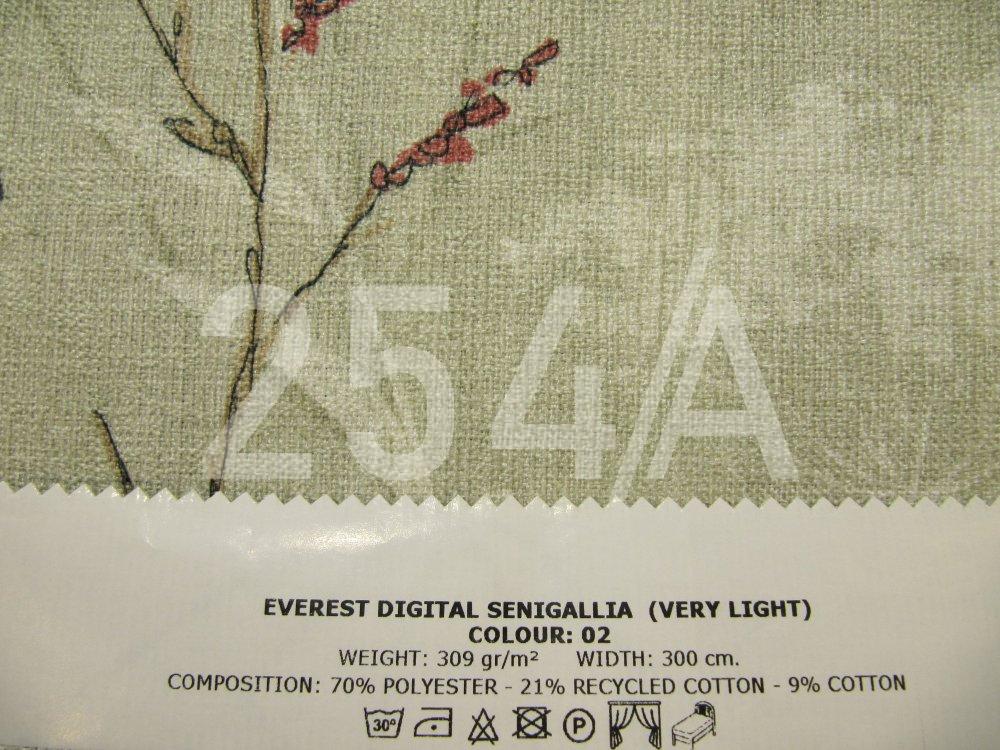 254/A
EVEREST DIGITAL SENIGALLIA (VERY LIGHT)
COLOUR: 02
WEIGHT: 309 gr/m² WIDTH: 300 cm.
COMPOSITION: 70% POLYESTER - 21% RECYCLED COTTON - 9% COTTON
30° P